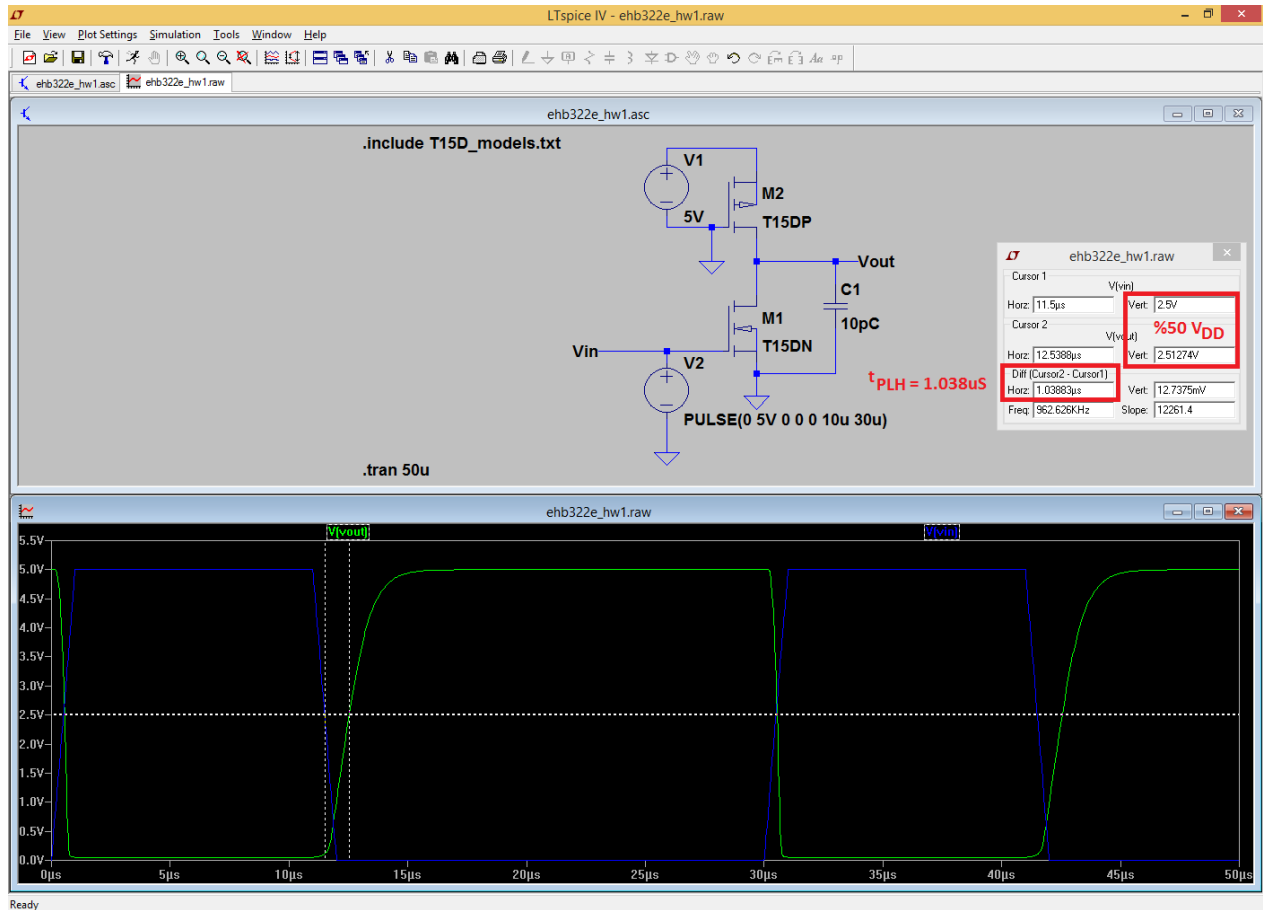 LTspice IV - ehb322e_hw1.raw
File View Plot Settings Simulation Tools Window Help
ehb322e_hw1.asc ehb322e_hw1.raw
ehb322e_hw1.asc
.include T15D_models.txt
V1
5V
M2
T15DP
Vout
C1
10pC
M1
T15DN
Vin
V2
PULSE(0 5V 0 0 0 10u 30u)
.tran 50u
tPLH = 1.038uS
ehb322e_hw1.raw
Cursor 1
V(vin)
Horz: 11.5µs Vert: 2.5V
%50 VDD
Cursor 2
V(vout)
Horz: 12.5388µs Vert: 2.51274V
Diff (Cursor2 - Cursor1)
Horz: 1.03883µs Vert: 12.7375mV
Freq: 962.626KHz Slope: 12261.4
ehb322e_hw1.raw
V(vout) V(vin)
5.5V
5.0V
4.5V
4.0V
3.5V
3.0V
2.5V
2.0V
1.5V
1.0V
0.5V
0.0V
0µs 5µs 10µs 15µs 20µs 25µs 30µs 35µs 40µs 45µs 50µs
Ready